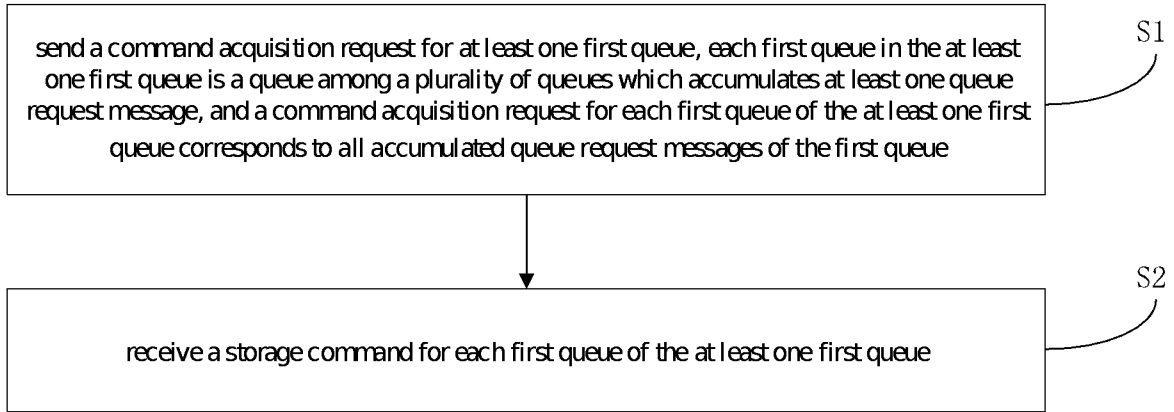 send a command acquisition request for at least one first queue, each first queue in the at least
one first queue is a queue among a plurality of queues which accumulates at least one queue
request message, and a command acquisition request for each first queue of the at least one first
queue corresponds to all accumulated queue request messages of the first queue
S1
receive a storage command for each first queue of the at least one first queue
S2